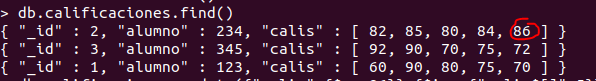 > db.calificaciones.find()
{ "_id" : 2, "alumno" : 234, "calis" : [ 82, 85, 80, 84, 86 ] }
{ "_id" : 3, "alumno" : 345, "calis" : [ 92, 90, 70, 75, 72 ] }
{ "_id" : 1, "alumno" : 123, "calis" : [ 60, 90, 80, 75, 70 ] }